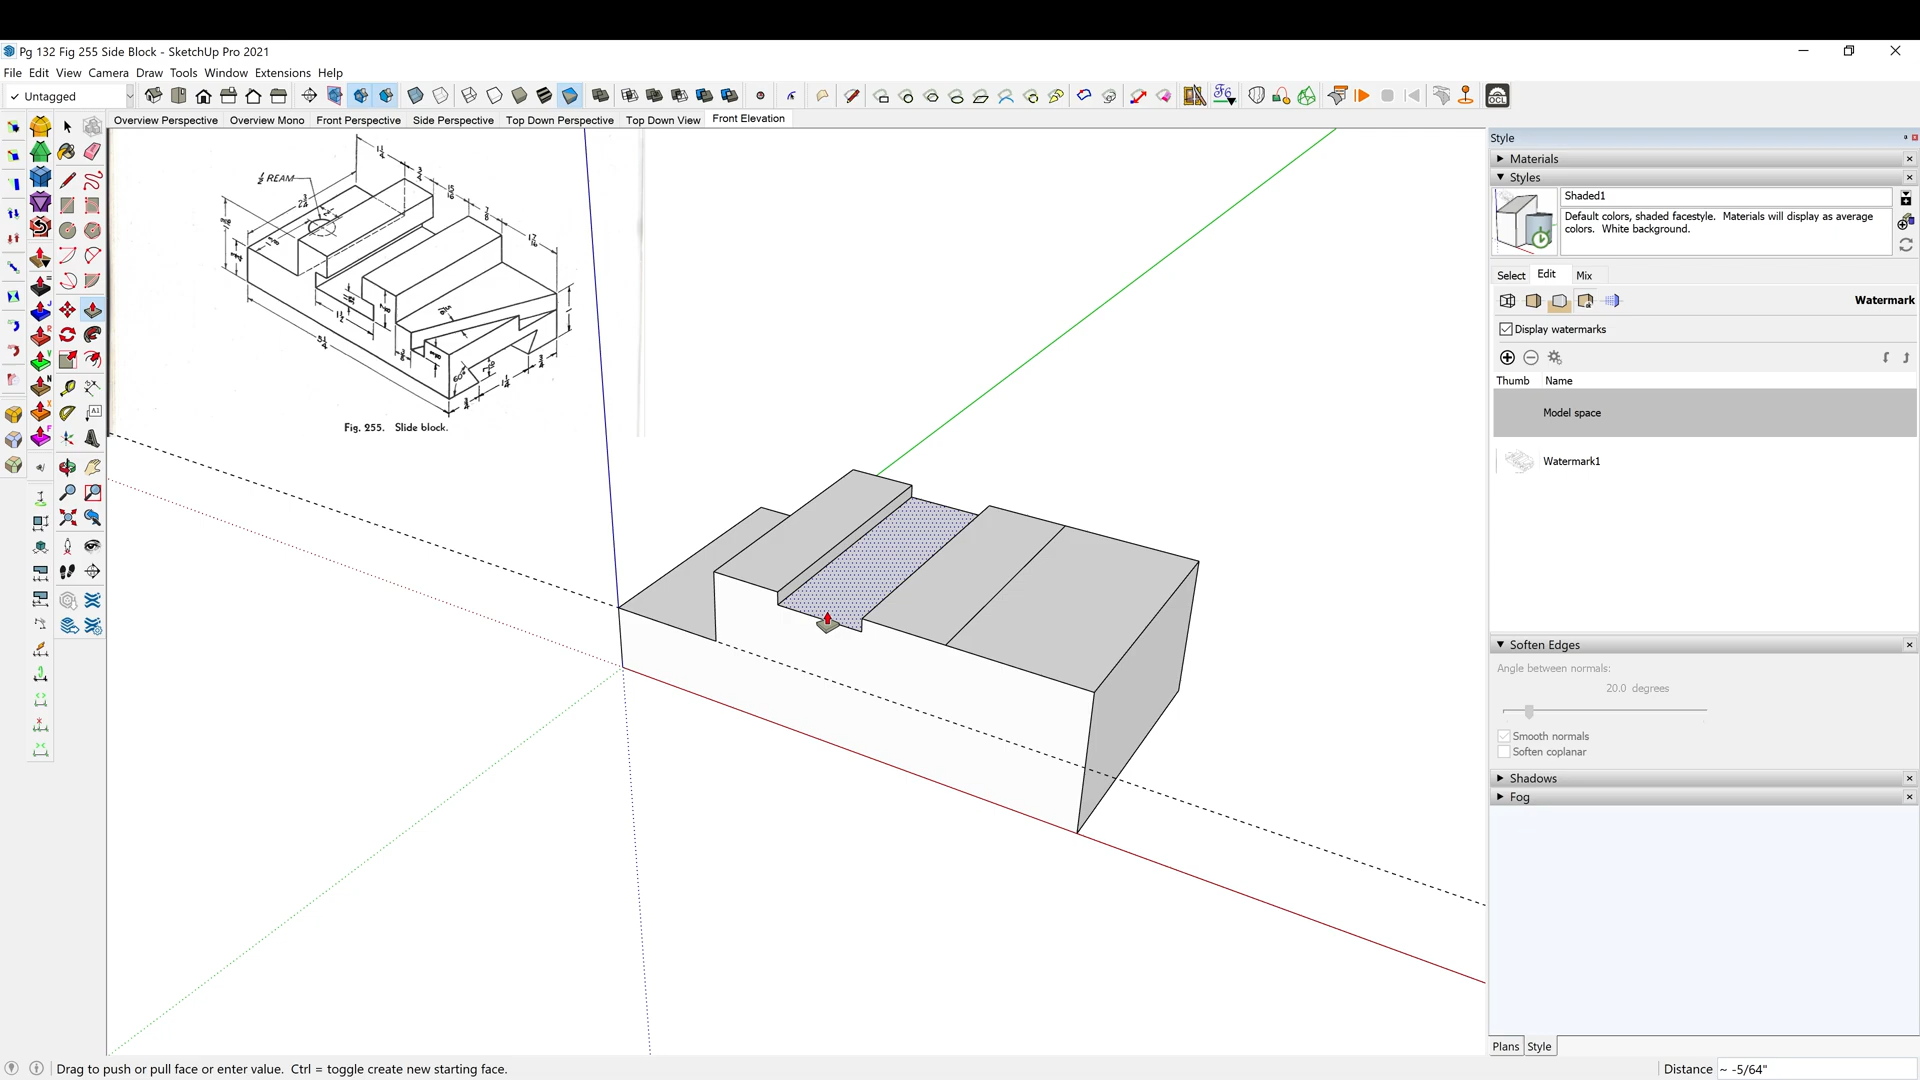 Pg 132 Fig 255 Side Block - SketchUp Pro 2021
File Edit View Camera Draw Tools Window Extensions Help
✓ Untagged
OCL
Overview Perspective Overview Mono Front Perspective Side Perspective Top Down Perspective Top Down View Front Elevation
½ REAM
60°
Fig. 255. Slide block.
A1
Style
Materials
Styles
Shaded1
Default colors, shaded facestyle. Materials will display as average
colors. White background.
Select Edit Mix
Watermark
Display watermarks
Thumb Name
Model space
Watermark1
Soften Edges
Angle between normals:
20.0 degrees
Smooth normals
Soften coplanar
Shadows
Fog
Plans Style
Drag to push or pull face or enter value. Ctrl = toggle create new starting face.
Distance ~ -5/64"